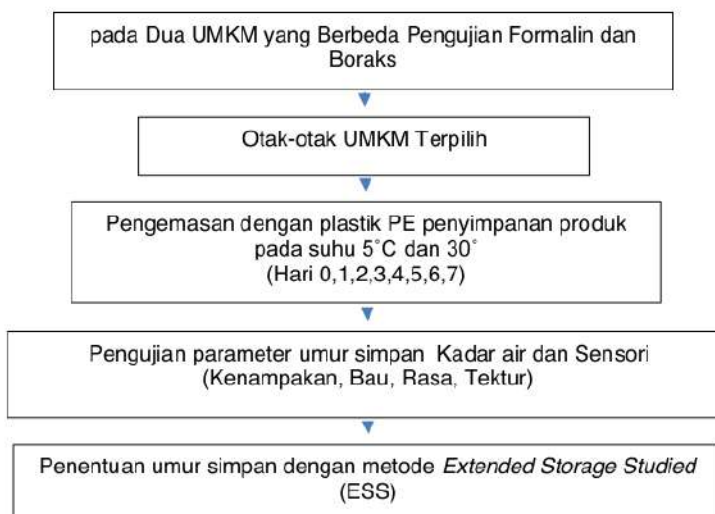 pada Dua UMKM yang Berbeda Pengujian Formalin dan
Boraks
Otak-otak UMKM Terpilih
Pengemasan dengan plastik PE penyimpanan produk
pada suhu 5˚C dan 30˚
(Hari 0,1,2,3,4,5,6,7)
Pengujian parameter umur simpan Kadar air dan Sensori
(Kenampakan, Bau, Rasa, Tektur)
Penentuan umur simpan dengan metode Extended Storage Studied
(ESS)